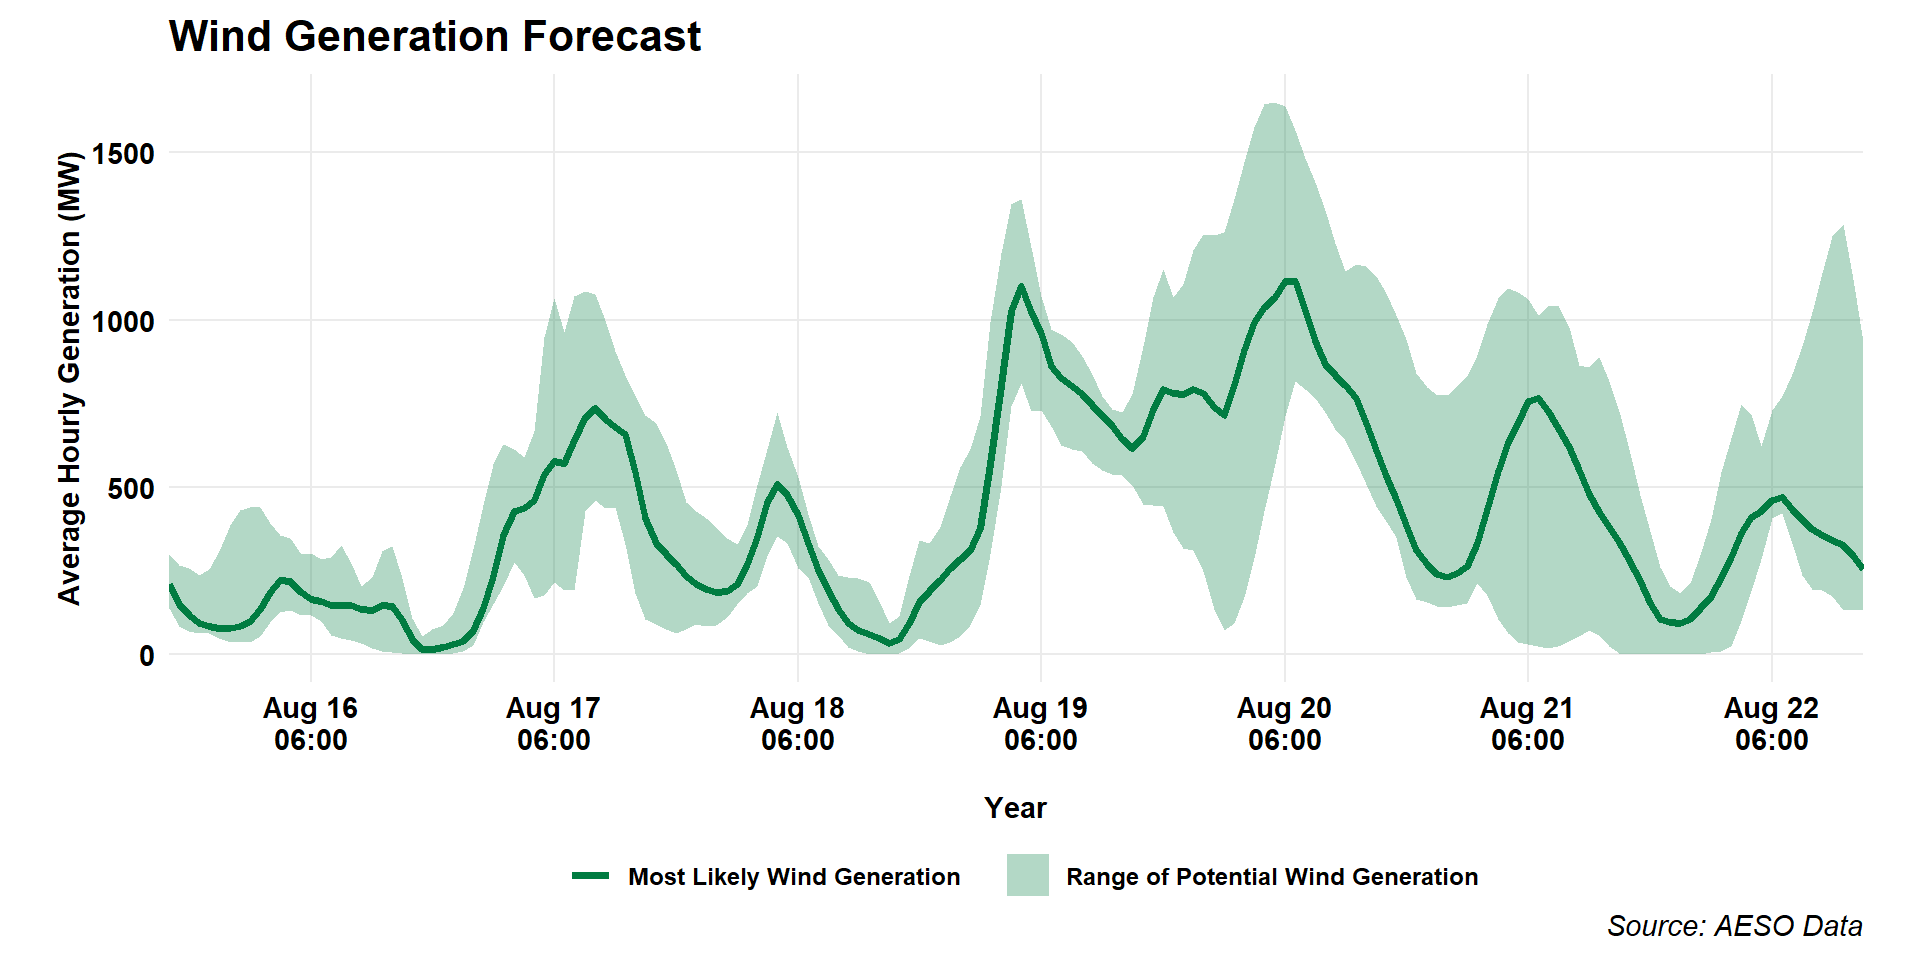 Wind Generation Forecast
Average Hourly Generation (MW)
1500
1000
500
0
Aug 16
06:00
Aug 17
06:00
Aug 18
06:00
Aug 19
06:00
Aug 20
06:00
Aug 21
06:00
Aug 22
06:00
Year
Most Likely Wind Generation
Range of Potential Wind Generation
Source: AESO Data